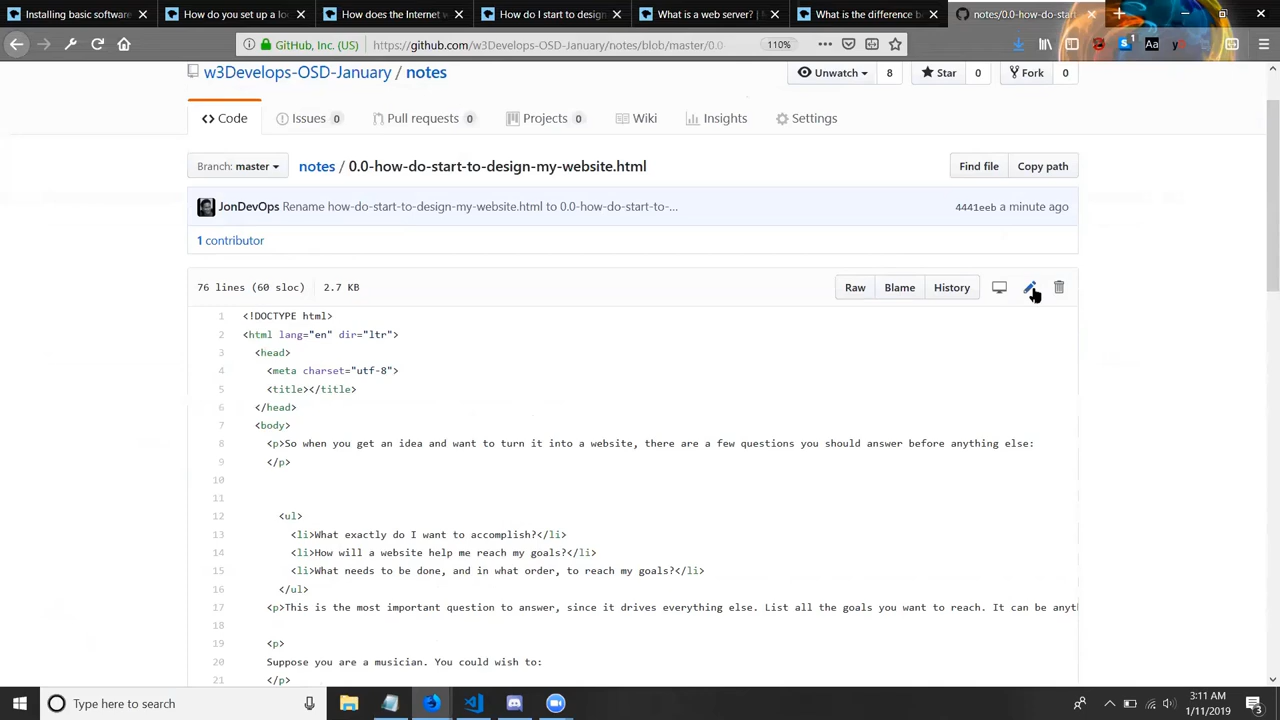 Installing basic software
How do you set up a lo
How does the Internet w
How do I start to design
What is a web server? | M
What is the difference b
notes/0.0-how-do-start
GitHub, Inc. (US)
https://github.com/w3Develops-OSD-January/notes/blob/master/0.0
110%
w3Develops-OSD-January / notes
Unwatch 8
Star 0
Fork 0
Code
Issues 0
Pull requests 0
Projects 0
Wiki
Insights
Settings
Branch: master
notes / 0.0-how-do-start-to-design-my-website.html
Find file
Copy path
JonDevOps Rename how-do-start-to-design-my-website.html to 0.0-how-do-start-to-...
4441eeb a minute ago
1 contributor
76 lines (60 sloc) 2.7 KB
Raw
Blame
History
1 <!DOCTYPE html>
2 <html lang="en" dir="ltr">
3 <head>
4 <meta charset="utf-8">
5 <title></title>
6 </head>
7 <body>
8 <p>So when you get an idea and want to turn it into a website, there are a few questions you should answer before anything else:
9 </p>
10
11
12 <ul>
13 <li>What exactly do I want to accomplish?</li>
14 <li>How will a website help me reach my goals?</li>
15 <li>What needs to be done, and in what order, to reach my goals?</li>
16 </ul>
17 <p>This is the most important question to answer, since it drives everything else. List all the goals you want to reach. It can be anyt
18
19 <p>
20 Suppose you are a musician. You could wish to:
21 </p>
Type here to search
3:11 AM
1/11/2019
3